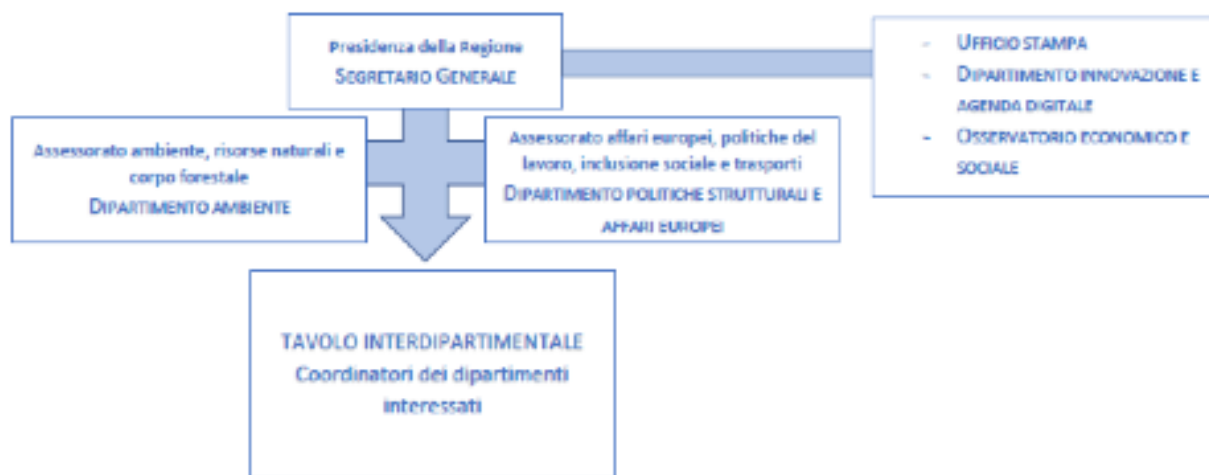 Presidenza della Regione
SEGRETARIO GENERALE
- UFFICIO STAMPA
- DIPARTIMENTO INNOVAZIONE E
AGENDA DIGITALE
- OSSERVATORIO ECONOMICO E
SOCIALE
Assessorato ambiente, risorse naturali e
corpo forestale
DIPARTIMENTO AMBIENTE
Assessorato affari europei, politiche del
lavoro, inclusione sociale e trasporti
DIPARTIMENTO POLITICHE STRUTTURALI E
AFFARI EUROPEI
TAVOLO INTERDIPARTIMENTALE
Coordinatori dei dipartimenti
interessati